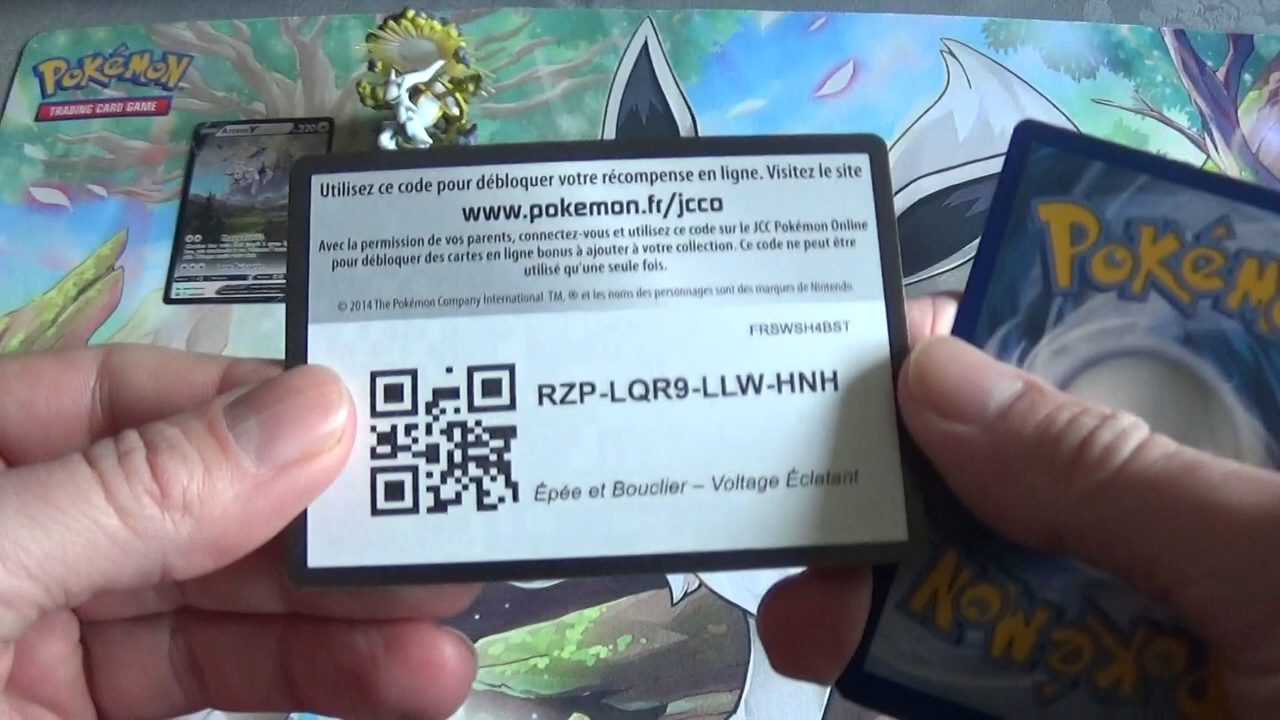 POKéMON
TRADING CARD GAME
Arceus V 220
Utilisez ce code pour débloquer votre récompense en ligne. Visitez le site
www.pokemon.fr/jcco
Avec la permission de vos parents, connectez-vous et utilisez ce code sur le JCC Pokémon Online
pour débloquer des cartes en ligne bonus à ajouter à votre collection. Ce code ne peut être
utilisé qu'une seule fois.
© 2014 The Pokémon Company International. TM, ® et les noms des personnages sont des marques de Nintendo.
FRSWSH4BST
RZP-LQR9-LLW-HNH
Épée et Bouclier – Voltage Éclatant
POKéM
POKéMON